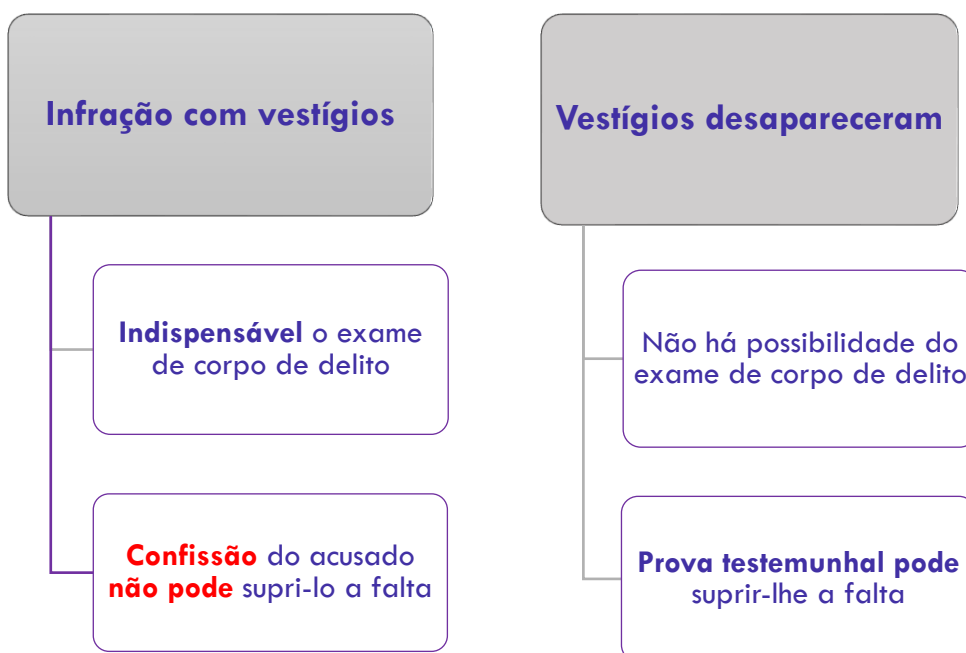 Infração com vestígios
Indispensável o exame
de corpo de delito
Confissão do acusado
não pode supri-lo a falta
Vestígios desapareceram
Não há possibilidade do
exame de corpo de delito
Prova testemunhal pode
suprir-lhe a falta